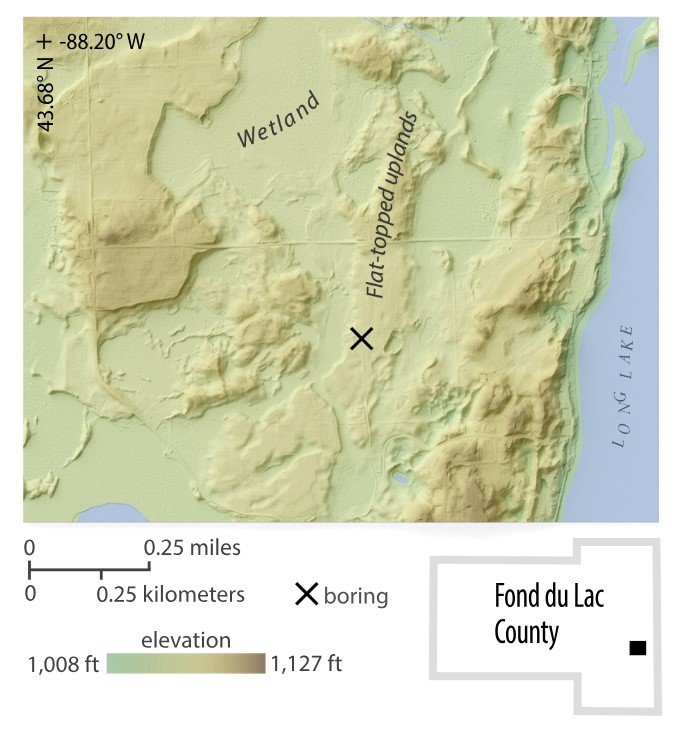 -88.20° W
43.68° N
Wetland
Flat-topped uplands
LONG LAKE
0 0.25 miles
0 0.25 kilometers
boring
elevation
1,008 ft 1,127 ft
Fond du Lac
County